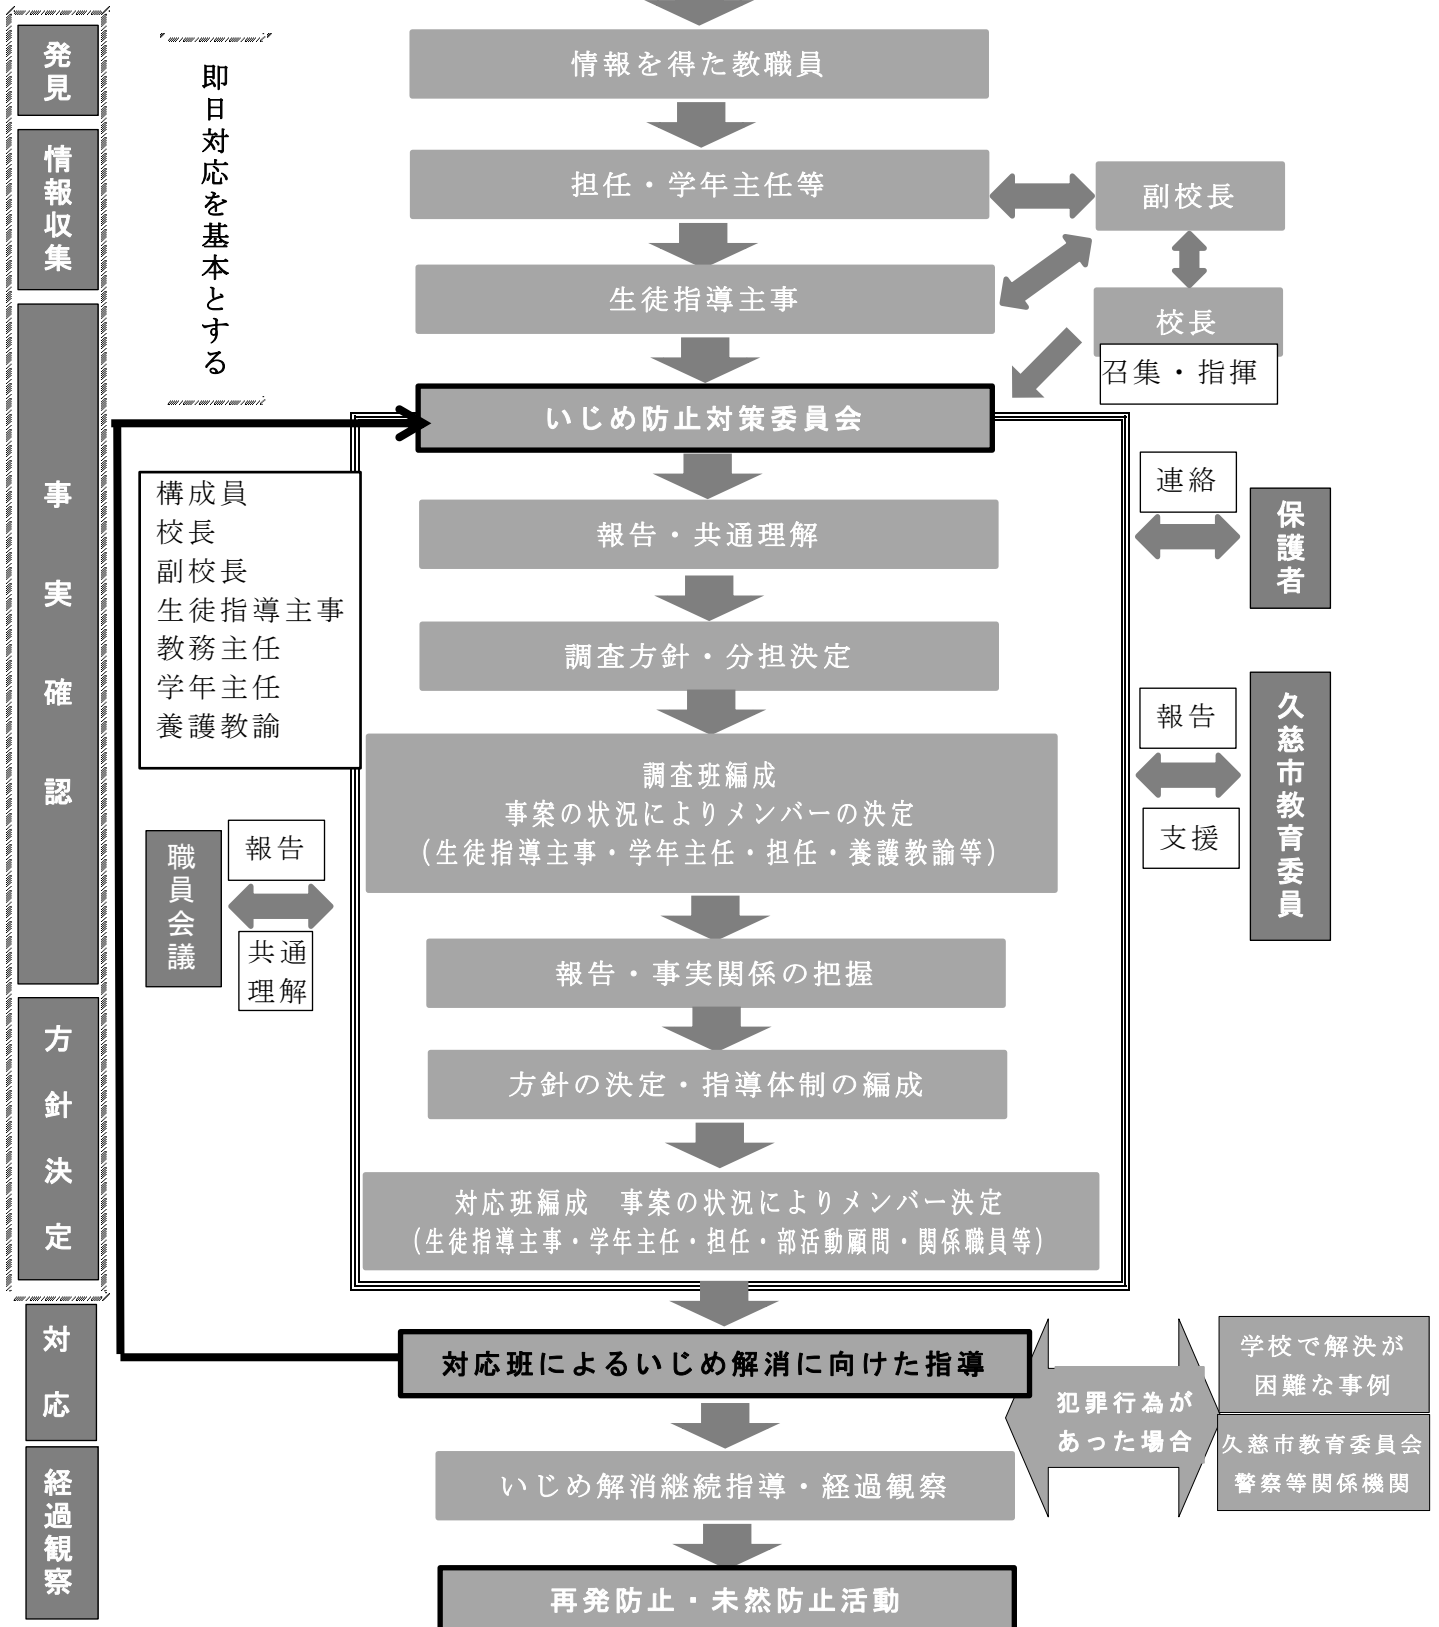 発見
情報収集
事実確認
方針決定
対応
経過観察
即日対応を基本とする
情報を得た教職員
担任・学年主任等
副校長
生徒指導主事
校長
召集・指揮
いじめ防止対策委員会
構成員
校長
副校長
生徒指導主事
教務主任
学年主任
養護教諭
報告・共通理解
連絡
保護者
調査方針・分担決定
報告
支援
久慈市教育委員
調査班編成
事案の状況によりメンバーの決定
（生徒指導主事・学年主任・担任・養護教諭等）
職員会議
報告
共通
理解
報告・事実関係の把握
方針の決定・指導体制の編成
対応班編成　事案の状況によりメンバー決定
（生徒指導主事・学年主任・担任・部活動顧問・関係職員等）
対応班によるいじめ解消に向けた指導
犯罪行為が
あった場合
学校で解決が
困難な事例
久慈市教育委員会
警察等関係機関
いじめ解消継続指導・経過観察
再発防止・未然防止活動